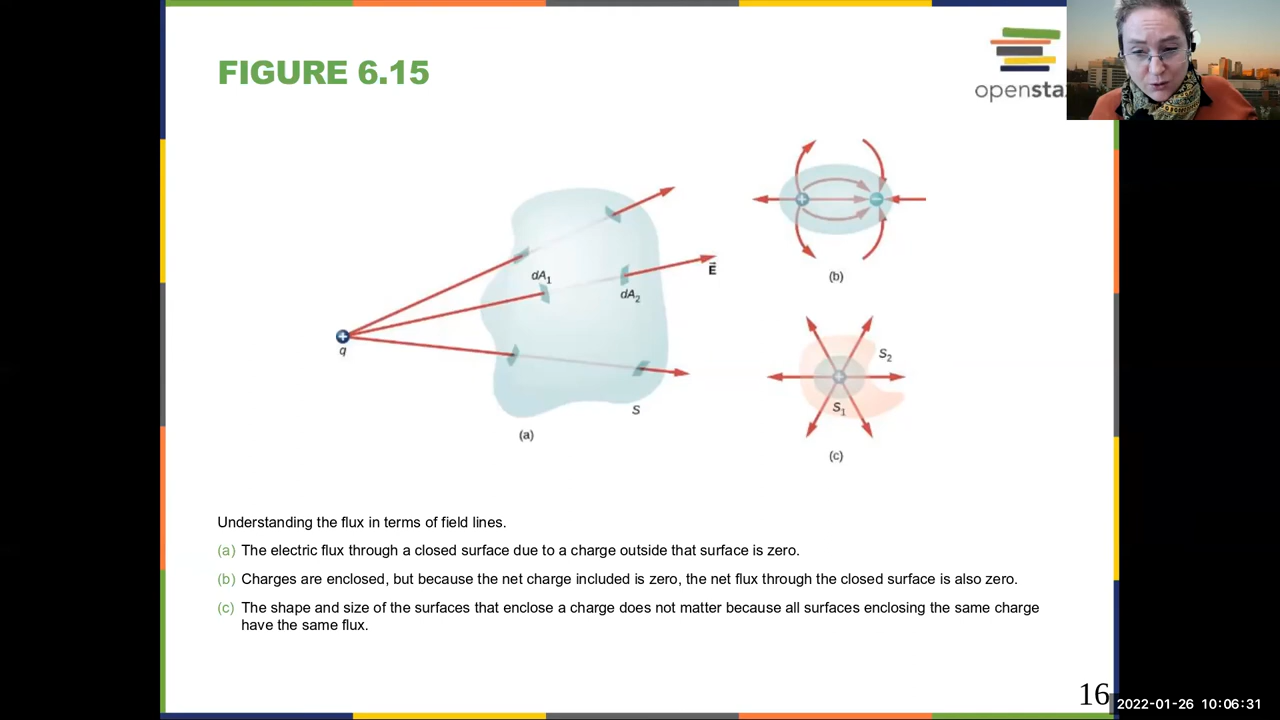 FIGURE 6.15
openstax
+
q
dA1
dA2
E
S
(a)
+
−
(b)
+
S2
S1
(c)
Understanding the flux in terms of field lines.
(a) The electric flux through a closed surface due to a charge outside that surface is zero.
(b) Charges are enclosed, but because the net charge included is zero, the net flux through the closed surface is also zero.
(c) The shape and size of the surfaces that enclose a charge does not matter because all surfaces enclosing the same charge
have the same flux.
16
2022-01-26 10:06:31